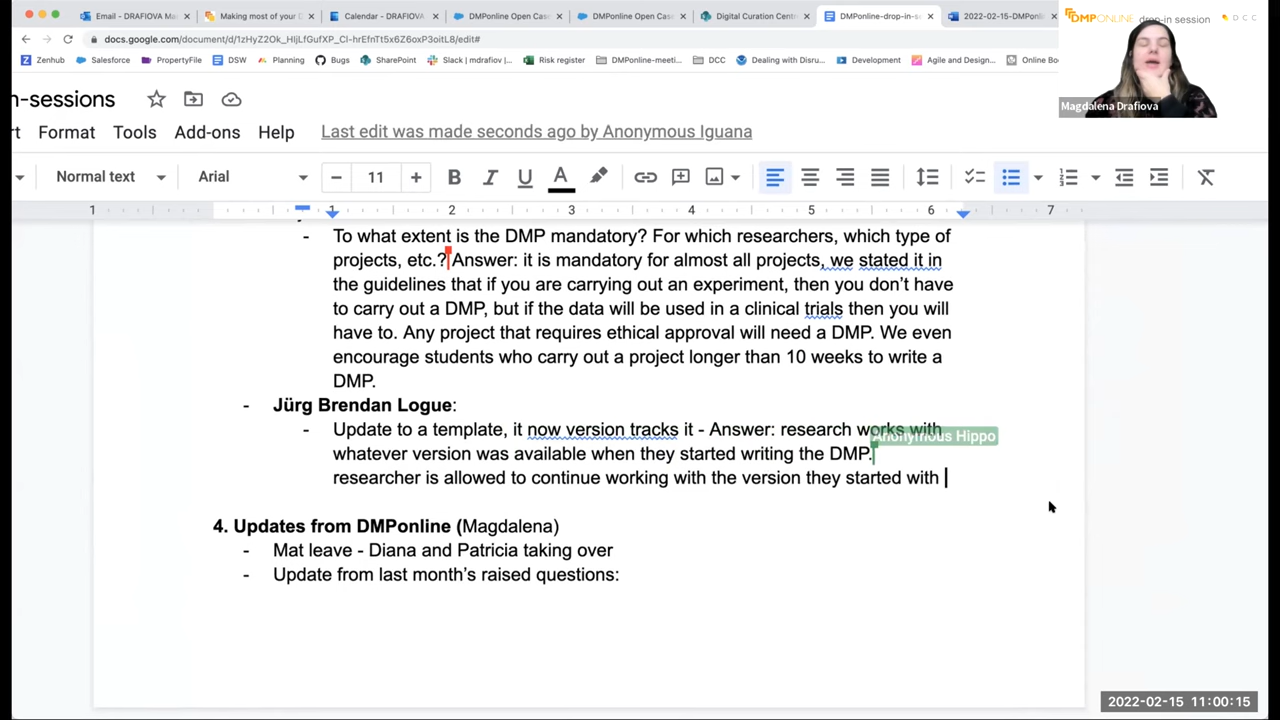 Email - DRAFIOVA Ma
Making most of your D
Calendar - DRAFIOVA
DMPonline Open Cas
DMPonline Open Cas
Digital Curation Cent
DMPonline-drop-in-s
2022-02-15-DMPonli
DMPONLINE drop-in session
DCC
docs.google.com/document/d/1zHyZ2Ok_HIjLfGufXP_CI-hrEfnTt5x6Z6oxP3oitL8/edit#
Zenhub
Salesforce
PropertyFile
DSW
Planning
Bugs
SharePoint
Slack | mdrafiov |...
Risk register
DMPonline-meeti...
DCC
Dealing with Disru...
Development
Agile and Design...
Online Bo
Magdalena Drafiova
n-sessions
rt Format Tools Add-ons Help Last edit was made seconds ago by Anonymous Iguana
Normal text Arial 11
1 1 2 3 4 5 6 7
- To what extent is the DMP mandatory? For which researchers, which type of
projects, etc.? Answer: it is mandatory for almost all projects, we stated it in
the guidelines that if you are carrying out an experiment, then you don't have
to carry out a DMP, but if the data will be used in a clinical trials then you will
have to. Any project that requires ethical approval will need a DMP. We even
encourage students who carry out a project longer than 10 weeks to write a
DMP.
- Jürg Brendan Logue:
- Update to a template, it now version tracks it - Answer: research works with
Anonymous Hippo
whatever version was available when they started writing the DMP.
researcher is allowed to continue working with the version they started with
4. Updates from DMPonline (Magdalena)
- Mat leave - Diana and Patricia taking over
- Update from last month's raised questions:
2022-02-15 11:00:15